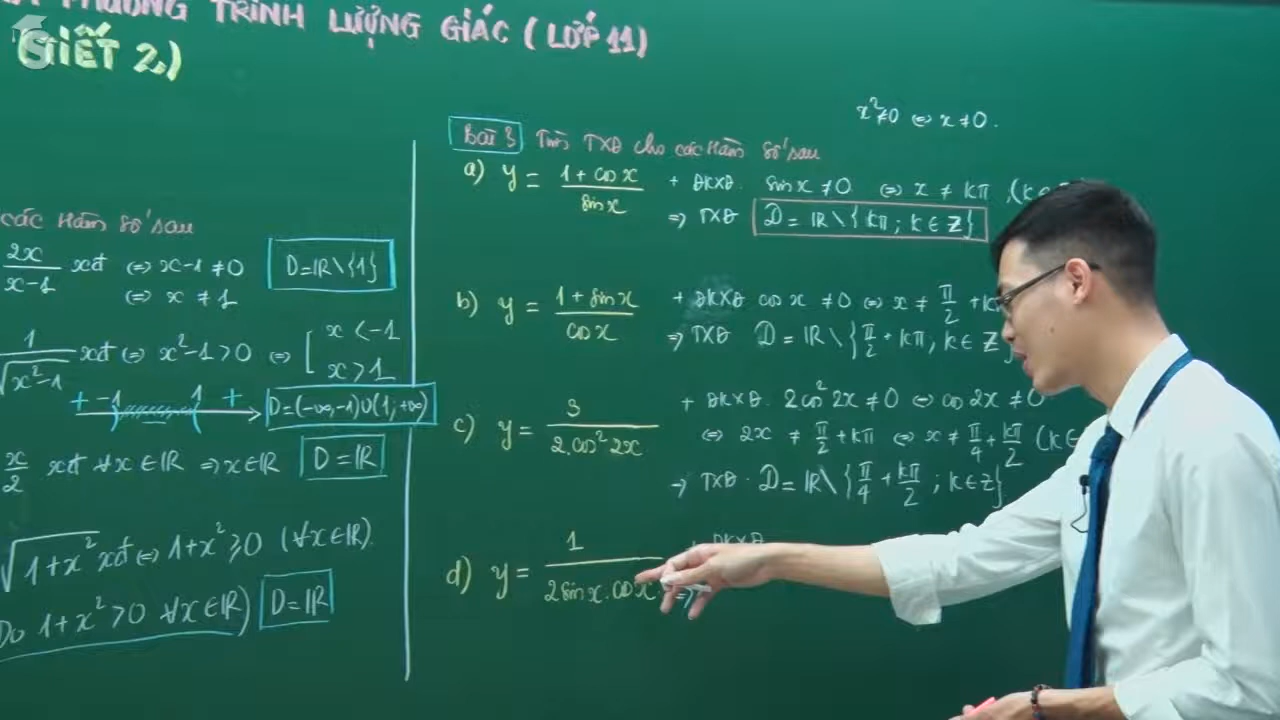 PHƯƠNG TRÌNH LƯỢNG GIÁC (LỚP 11)
(TIẾT 2)
các Hàm số sau
2x/(x-1) xđ ⇔ x-1 ≠ 0 D=ℝ\{1}
⇔ x ≠ 1
1/√(x²-1) xđ ⇔ x²-1 > 0 ⇔ [ x < -1
x > 1
+ -1 1 + D=(-∞,-1)∪(1;+∞)
x/2 xđ ∀x ∈ ℝ ⇒ x ∈ ℝ D=ℝ
√(1+x²) xđ ⇔ 1+x² ≥ 0 (∀x ∈ ℝ).
Do 1+x² > 0 ∀x ∈ ℝ) D=ℝ
x² ≠ 0 ⇔ x ≠ 0.
Bài 3 Tìm TXĐ cho các Hàm số sau
a) y = (1 + cos x)/(sin x) + ĐKXĐ. sin x ≠ 0 ⇔ x ≠ kπ, (k ∈
⇒ TXĐ D = ℝ\{kπ; k ∈ Z}
b) y = (1 + sin x)/(cos x) + ĐKXĐ cos x ≠ 0 ⇔ x ≠ π/2 + k
⇒ TXĐ D = ℝ\{π/2 + kπ, k ∈ Z
c) y = 3/(2.cos² 2x) + ĐKXĐ. 2cos² 2x ≠ 0 ⇔ cos 2x ≠ 0
⇔ 2x ≠ π/2 + kπ ⇔ x ≠ π/4 + kπ/2 (k ∈
→ TXĐ. D = ℝ\{π/4 + kπ/2; k ∈ Z}
d) y = 1/(2 sin x. cos x) + ĐKXĐ
⇒